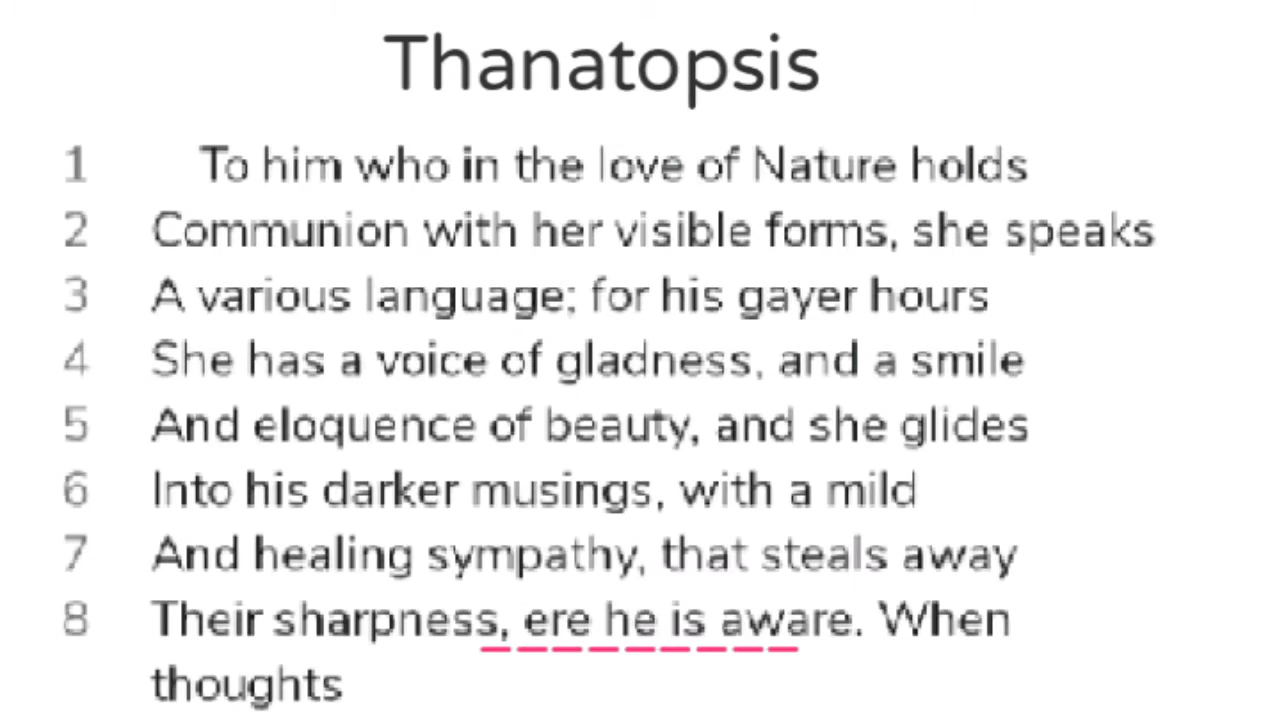 Thanatopsis
1 To him who in the love of Nature holds
2 Communion with her visible forms, she speaks
3 A various language; for his gayer hours
4 She has a voice of gladness, and a smile
5 And eloquence of beauty, and she glides
6 Into his darker musings, with a mild
7 And healing sympathy, that steals away
8 Their sharpness, ere he is aware. When
thoughts